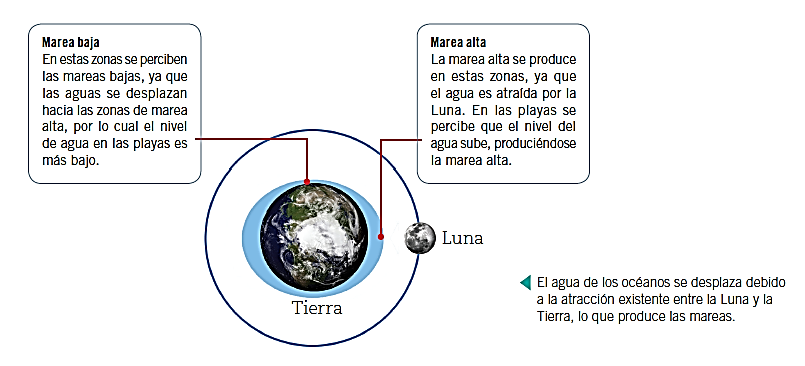 Marea baja
En estas zonas se perciben
las mareas bajas, ya que
las aguas se desplazan
hacia las zonas de marea
alta, por lo cual el nivel
de agua en las playas es
más bajo.
Marea alta
La marea alta se produce
en estas zonas, ya que
el agua es atraída por la
Luna. En las playas se
percibe que el nivel del
agua sube, produciéndose
la marea alta.
Luna
Tierra
El agua de los océanos se desplaza debido
a la atracción existente entre la Luna y la
Tierra, lo que produce las mareas.